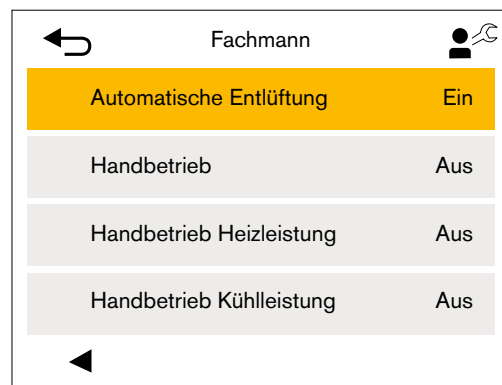 Fachmann
Automatische Entlüftung Ein
Handbetrieb Aus
Handbetrieb Heizleistung Aus
Handbetrieb Kühlleistung Aus